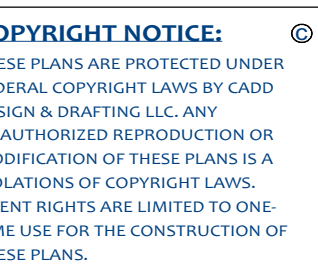 OPYRIGHT NOTICE: ©
ESE PLANS ARE PROTECTED UNDER
DERAL COPYRIGHT LAWS BY CADD
SIGN & DRAFTING LLC. ANY
AUTHORIZED REPRODUCTION OR
ODIFICATION OF THESE PLANS IS A
OLATIONS OF COPYRIGHT LAWS.
ENT RIGHTS ARE LIMITED TO ONE-
ME USE FOR THE CONSTRUCTION OF
ESE PLANS.